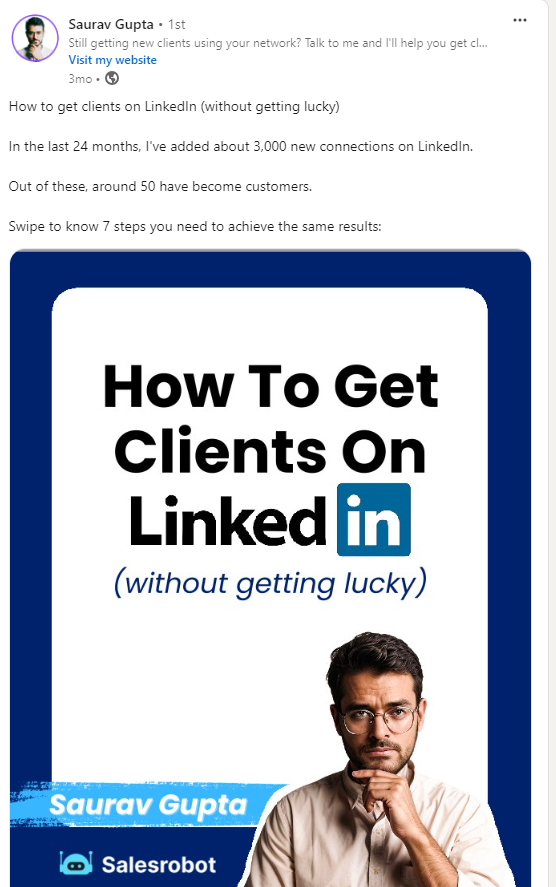 Saurav Gupta • 1st
Still getting new clients using your network? Talk to me and I'll help you get cl...
Visit my website
3mo •
How to get clients on LinkedIn (without getting lucky)
In the last 24 months, I've added about 3,000 new connections on LinkedIn.
Out of these, around 50 have become customers.
Swipe to know 7 steps you need to achieve the same results:
How To Get
Clients On
Linkedin
(without getting lucky)
Saurav Gupta
Salesrobot